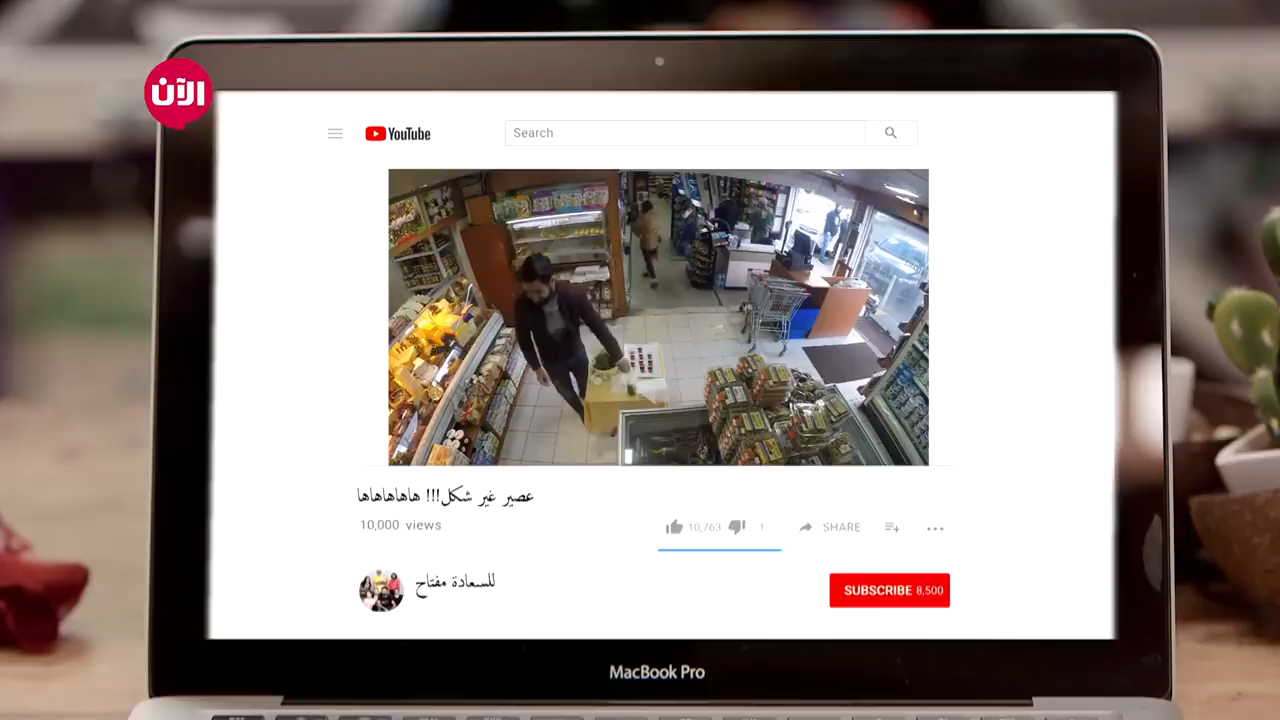 الآن
YouTube
Search
عصير غير شكل!!! هاهاهاهاها
10,000 views
10,763
1
SHARE
للسعادة مفتاح
SUBSCRIBE 8,500
MacBook Pro